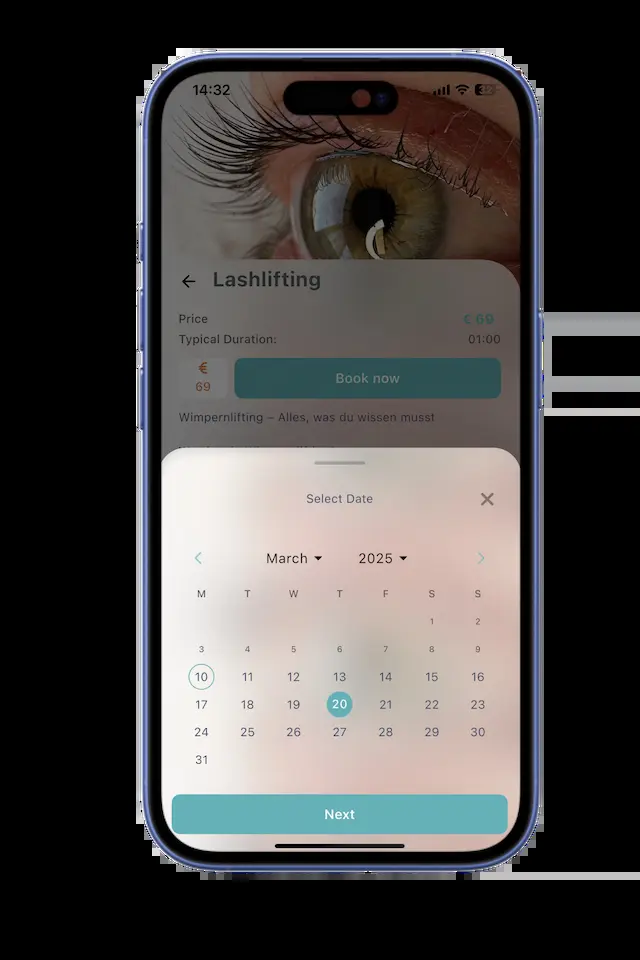 14:32
Lashlifting
Price € 69
Typical Duration: 01:00
€
69
Book now
Wimpernlifting – Alles, was du wissen musst
Select Date
March 2025
M T W T F S S
1 2
3 4 5 6 7 8 9
10 11 12 13 14 15 16
17 18 19 20 21 22 23
24 25 26 27 28 29 30
31
Next